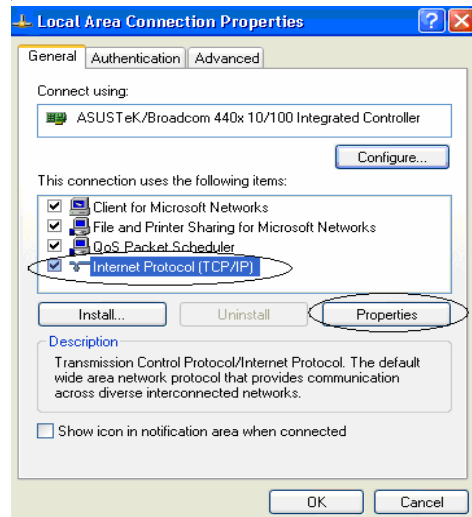 Local Area Connection Properties
General Authentication Advanced
Connect using:
ASUSTeK/Broadcom 440x 10/100 Integrated Controller
Configure...
This connection uses the following items:
Client for Microsoft Networks
File and Printer Sharing for Microsoft Networks
QoS Packet Scheduler
Internet Protocol (TCP/IP)
Install... Uninstall Properties
Description
Transmission Control Protocol/Internet Protocol. The default
wide area network protocol that provides communication
across diverse interconnected networks.
Show icon in notification area when connected
OK Cancel